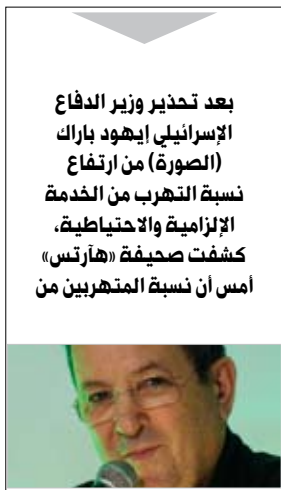 بعد تحذير وزير الدفاع
الإسرائيلي إيهود باراك
(الصورة) من ارتفاع
نسبة التهرب من الخدمة
الإلزامية والاحتياطية،
كشفت صحيفة «هآرتس»
أمس أن نسبة المتهربين من